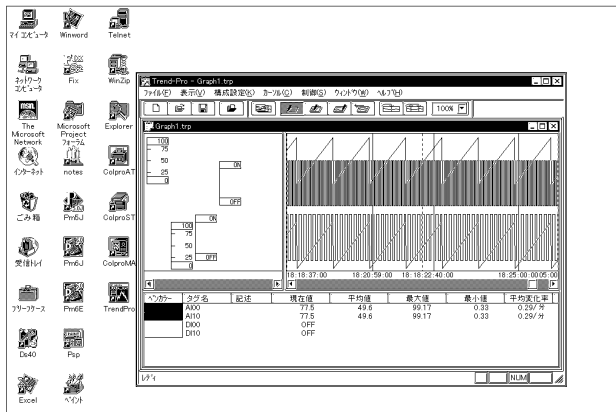 マイ コンピュータ
Winword
Telnet
ネットワーク
コンピュータ
Fix
WinZip
msn.
The
Microsoft
Network
Microsoft
Project
フォーラム
Explorer
インターネット
notes
ColproAT
ごみ箱
Pm5J
ColproST
受信トレイ
Pm6J
ColproMA
ブリーフケース
Pm6E
TrendPro
Ds40
Psp
Excel
ペイント
Trend-Pro - Graph1.trp
ファイル(F) 表示(V) 構成設定(K) カーソル(C) 制御(S) ウィンドウ(W) ヘルプ(H)
100%
Graph1.trp
100
75
50
25
0
ON
OFF
100
75
50
25
0
ON
OFF
18:18:37:00 18:20:59:00 18:18:22:40:00 18:25:00:00 05:00
ペンカラー タグ名 記述 現在値 平均値 最大値 最小値 平均変化率
AI00 77.5 49.6 99.17 0.33 0.29/分
AI10 77.5 49.6 99.17 0.33 0.29/分
DI00 OFF
DI10 OFF
レディ
NUM